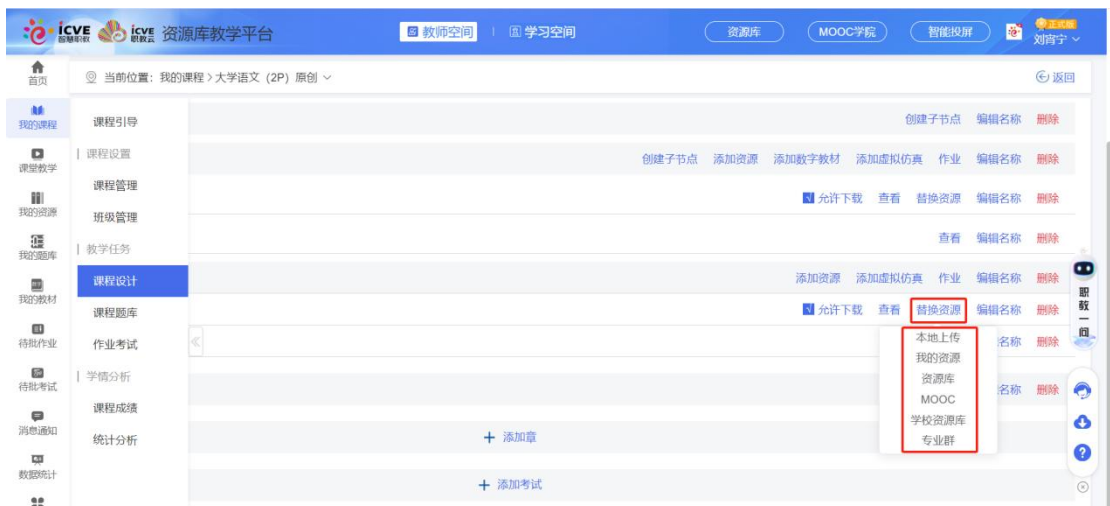 icve 智慧职教 icve 职教云 资源库教学平台 教师空间 学习空间 资源库 MOOC学院 智能投屏 正式版 刘宵宁
首页 当前位置：我的课程 > 大学语文（2P）原创 返回
我的课程 课程引导 创建子节点 编辑名称 删除
课堂教学 课程设置 创建子节点 添加资源 添加数字教材 添加虚拟仿真 作业 编辑名称 删除
课程管理
我的资源 班级管理 允许下载 查看 替换资源 编辑名称 删除
我的题库 教学任务 查看 编辑名称 删除
课程设计 添加资源 添加虚拟仿真 作业 编辑名称 删除
我的教材 课程题库 允许下载 查看 替换资源 编辑名称 删除
待批作业 作业考试 本地上传 名称 删除
我的资源
待批考试 学情分析 资源库 名称 删除
MOOC
消息通知 课程成绩 学校资源库
统计分析 添加章 专业群
数据统计 添加考试
职教一问